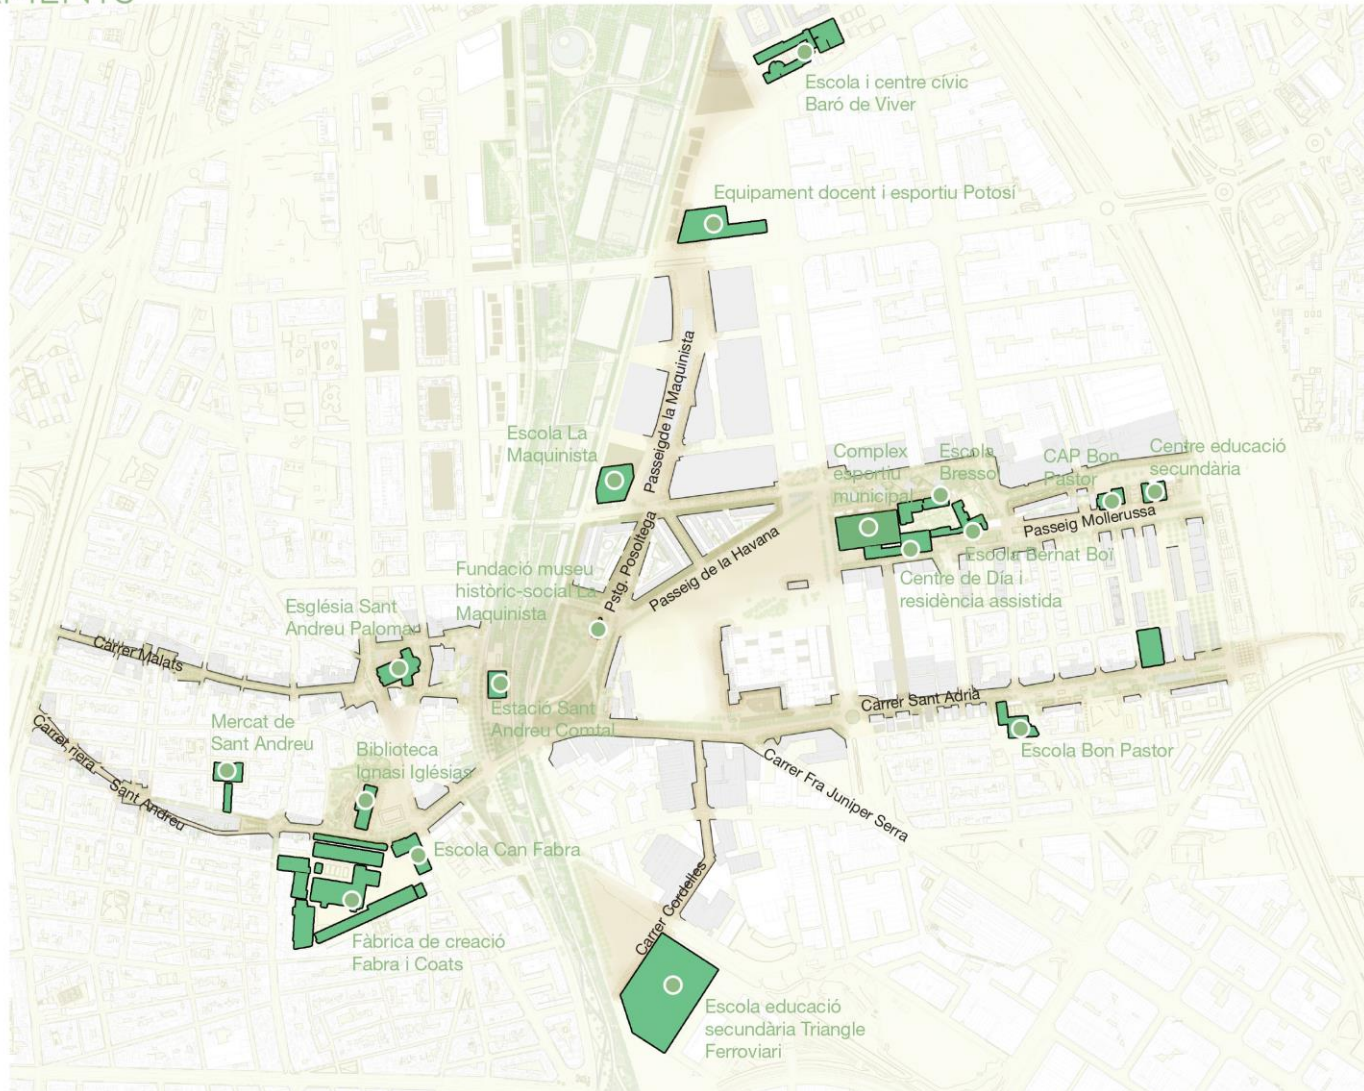 Escola i centre cívic
Baró de Viver
Equipament docent i esportiu Potosí
Passeigde la Maquinista
Escola La
Maquinista
Complex
esportiu
municipal
Escola
Bressol
CAP Bon
Pastor
Centre educació
secundària
Passeig Mollerussa
Escola Bernat Boï
Centre de Día i
residència assistida
Pstg. Posoltega
Passeig de la Havana
Fundació museu
històric-social La
Maquinista
Església Sant
Andreu Palomar
Carrer Malats
Estació Sant
Andreu Comtal
Carrer Sant Adrià
Escola Bon Pastor
Mercat de
Sant Andreu
Biblioteca
Ignasi Iglésias
Carrer riera Sant Andreu
Carrer Fra Juniper Serra
Escola Can Fabra
Carrer Gordelles
Fàbrica de creació
Fabra i Coats
Escola educació
secundària Triangle
Ferroviari